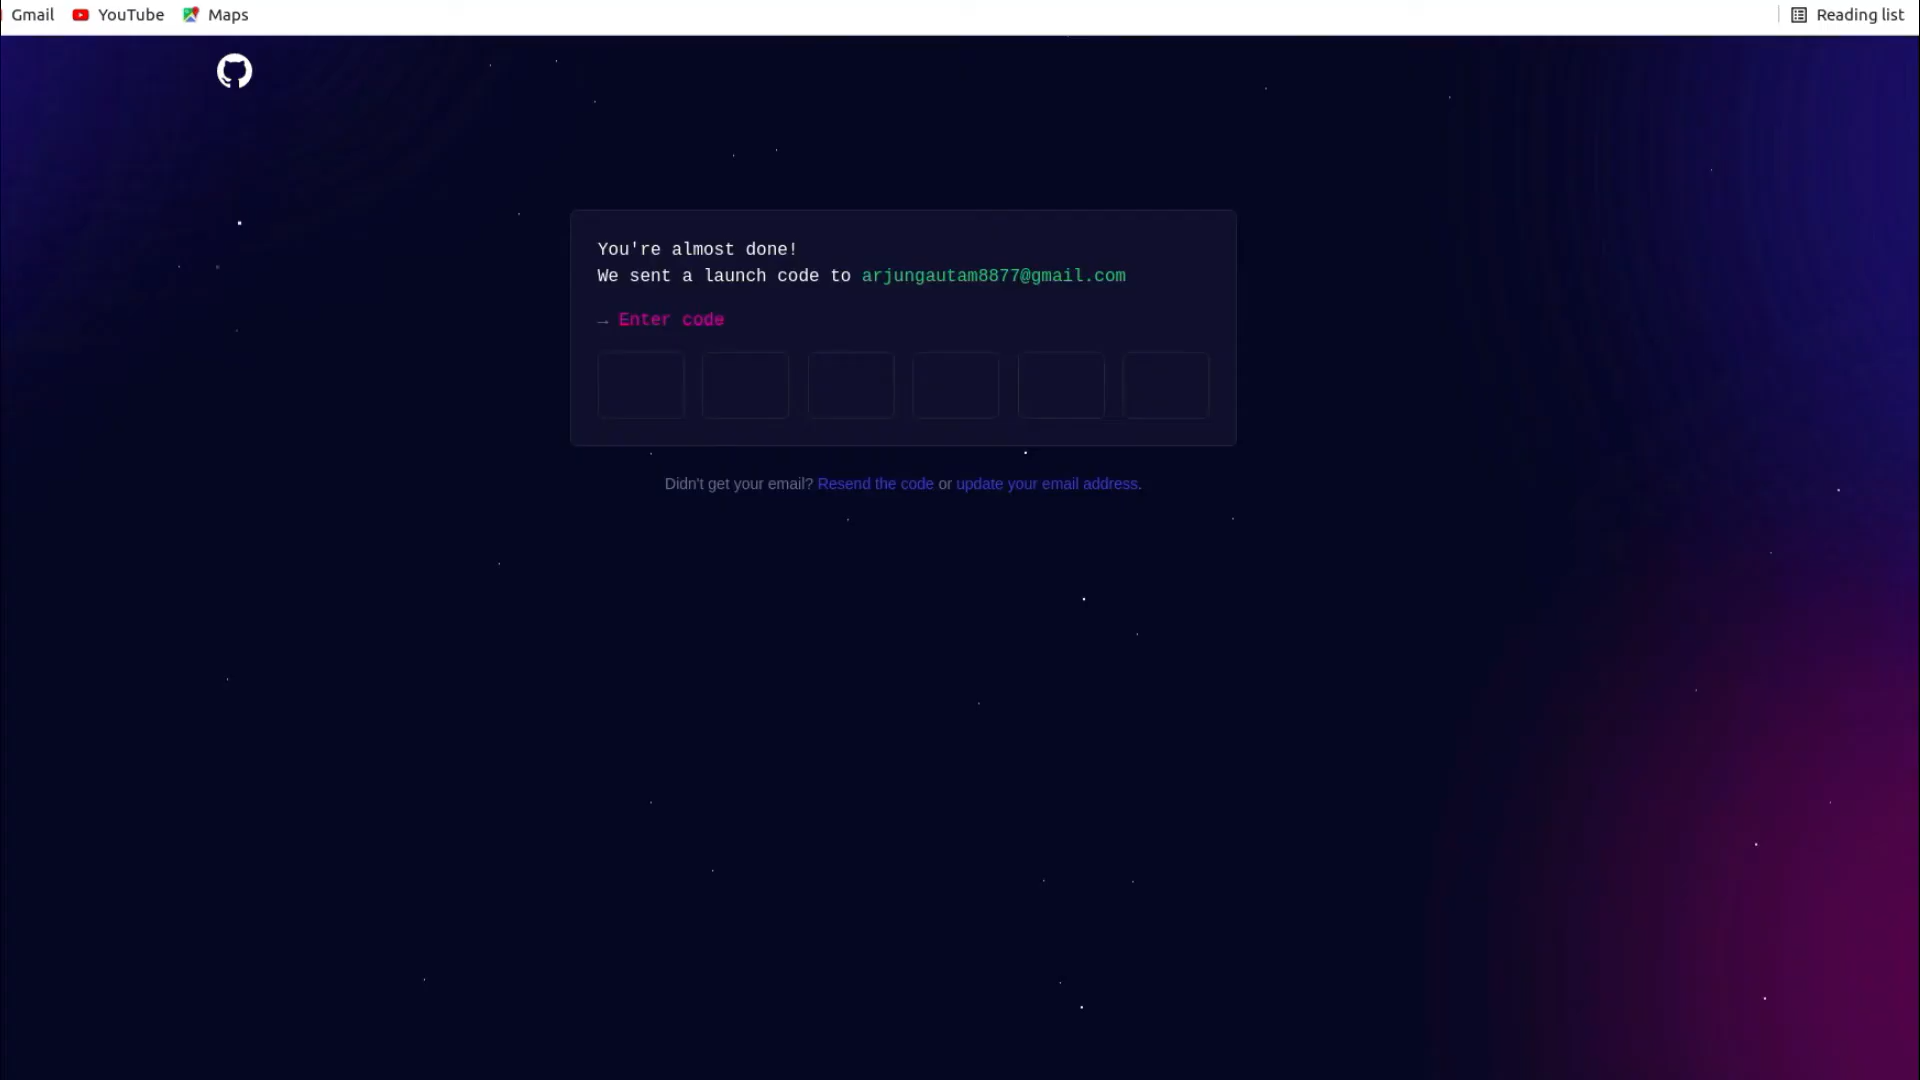 Gmail YouTube Maps Reading list
You're almost done!
We sent a launch code to arjungautam8877@gmail.com
→ Enter code
Didn't get your email? Resend the code or update your email address.